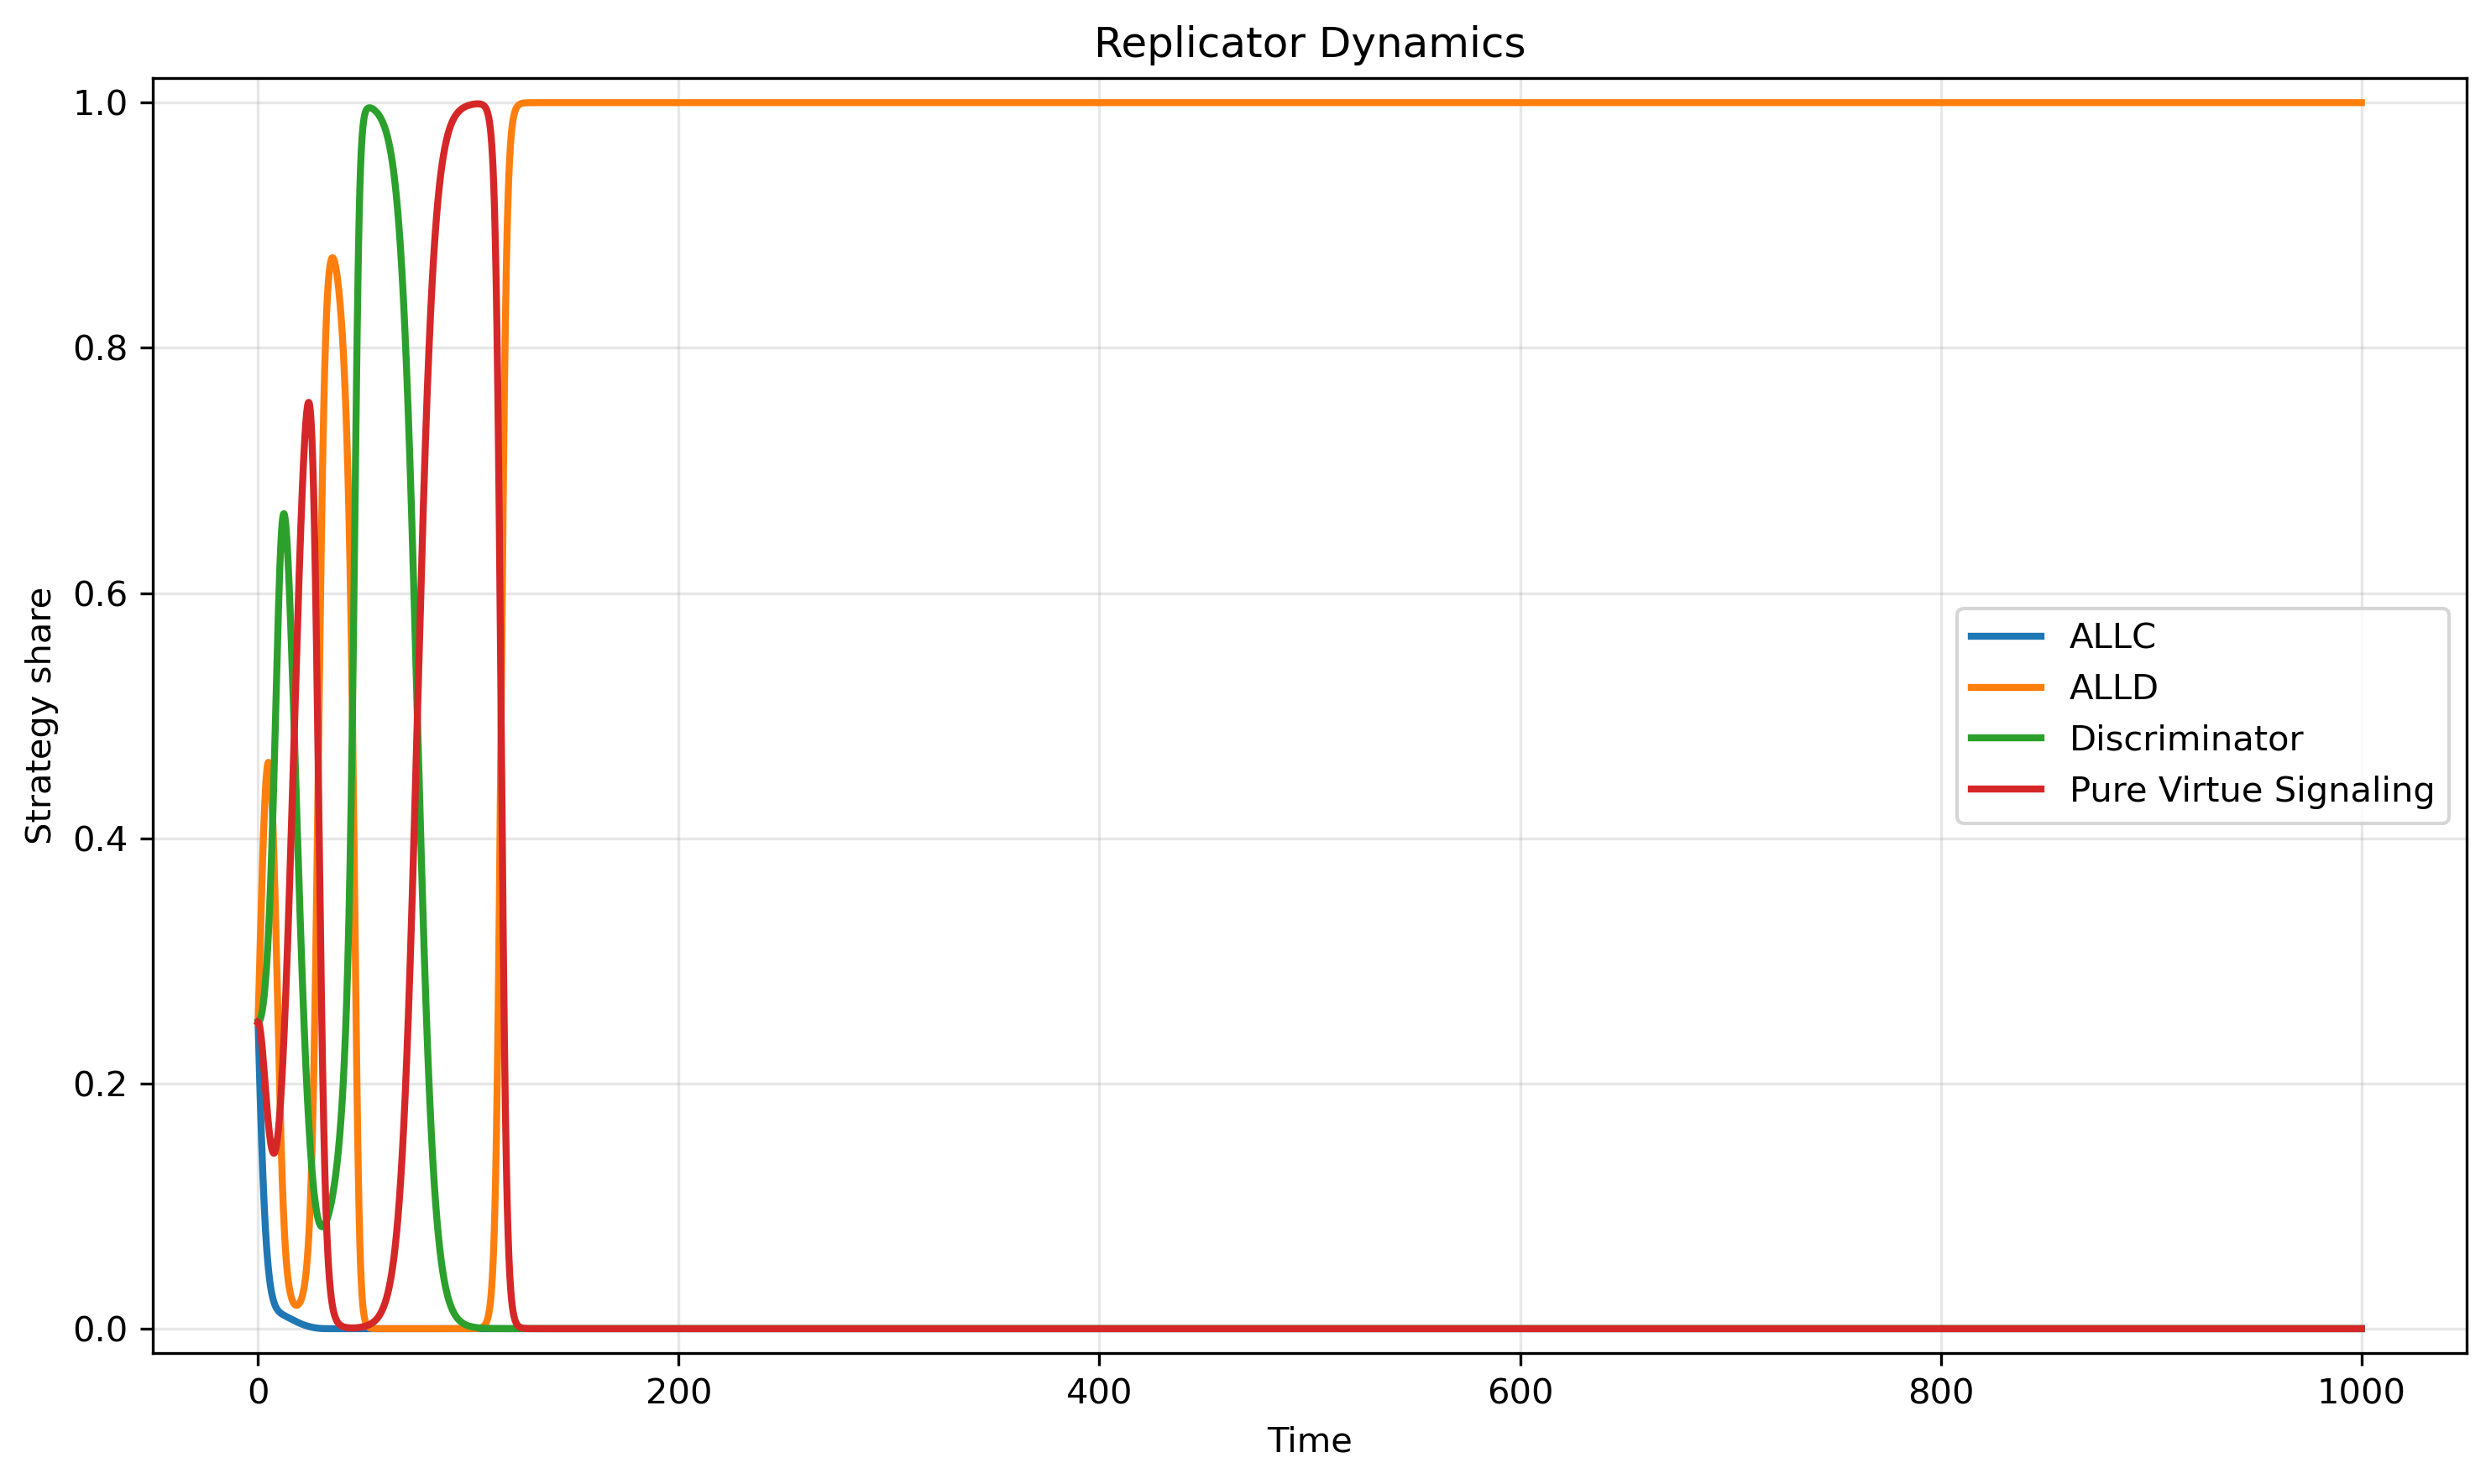 Replicator Dynamics
1.0
0.8
0.6
0.4
0.2
0.0
Strategy share
ALLC
ALLD
Discriminator
Pure Virtue Signaling
0
200
400
600
800
1000
Time